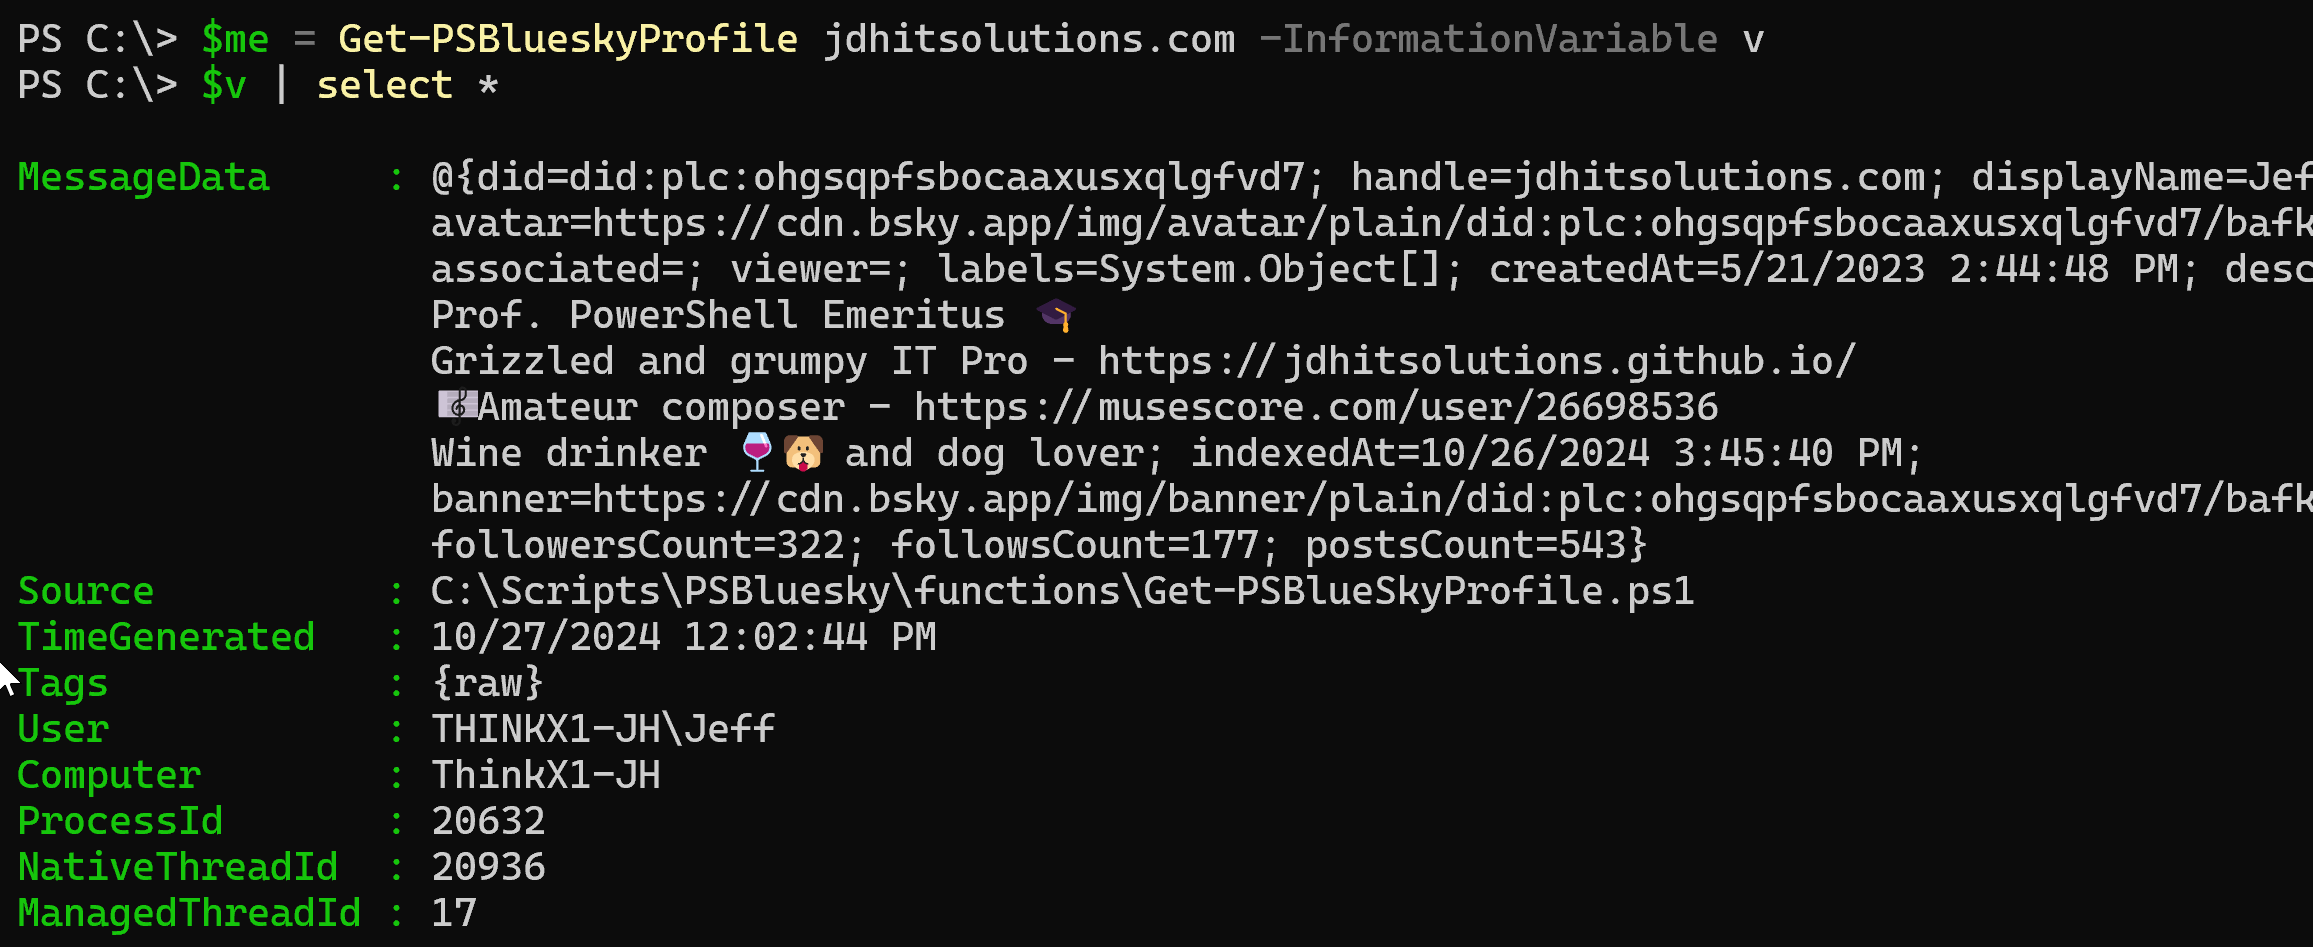 PS C:\> $me = Get-PSBlueskyProfile jdhitsolutions.com -InformationVariable v
PS C:\> $v | select *
MessageData     : @{did=did:plc:ohgsqpfsbocaaxusxqlgfvd7; handle=jdhitsolutions.com; displayName=Jef
avatar=https://cdn.bsky.app/img/avatar/plain/did:plc:ohgsqpfsbocaaxusxqlgfvd7/bafk
associated=; viewer=; labels=System.Object[]; createdAt=5/21/2023 2:44:48 PM; desc
Prof. PowerShell Emeritus 🎓
Grizzled and grumpy IT Pro - https://jdhitsolutions.github.io/
🎼Amateur composer - https://musescore.com/user/26698536
Wine drinker 🍷🐶 and dog lover; indexedAt=10/26/2024 3:45:40 PM;
banner=https://cdn.bsky.app/img/banner/plain/did:plc:ohgsqpfsbocaaxusxqlgfvd7/bafk
followersCount=322; followsCount=177; postsCount=543}
Source          : C:\Scripts\PSBluesky\functions\Get-PSBlueSkyProfile.ps1
TimeGenerated   : 10/27/2024 12:02:44 PM
Tags            : {raw}
User            : THINKX1-JH\Jeff
Computer        : ThinkX1-JH
ProcessId       : 20632
NativeThreadId  : 20936
ManagedThreadId : 17